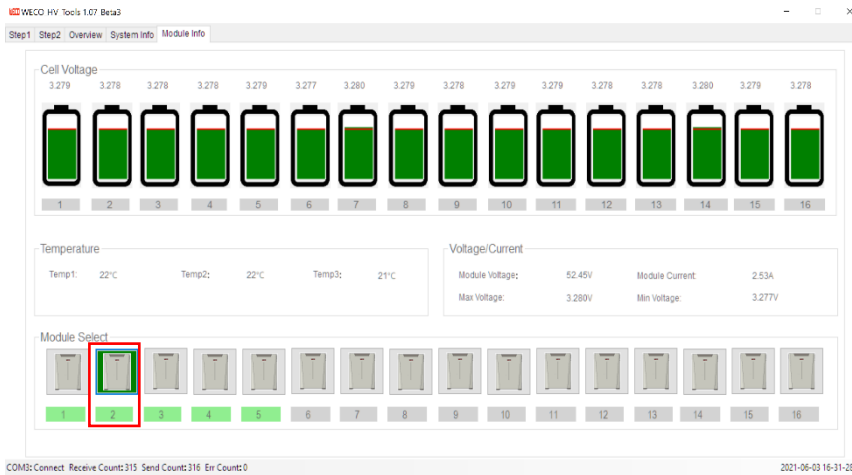 WECO HV Tools 1.07 Beta3
Step1 Step2 Overview System Info Module Info
Cell Voltage
3.279 3.278 3.278 3.278 3.279 3.277 3.280 3.279 3.278 3.279 3.279 3.278 3.278 3.280 3.279 3.278
1 2 3 4 5 6 7 8 9 10 11 12 13 14 15 16
Temperature
Temp1: 22°C Temp2: 22°C Temp3: 21°C
Voltage/Current
Module Voltage: 52.45V Module Current: 2.53A
Max Voltage: 3.280V Min Voltage: 3.277V
Module Select
1 2 3 4 5 6 7 8 9 10 11 12 13 14 15 16
COM3: Connect Receive Count: 315 Send Count: 316 Err Count: 0 2021-06-03 16-31-28